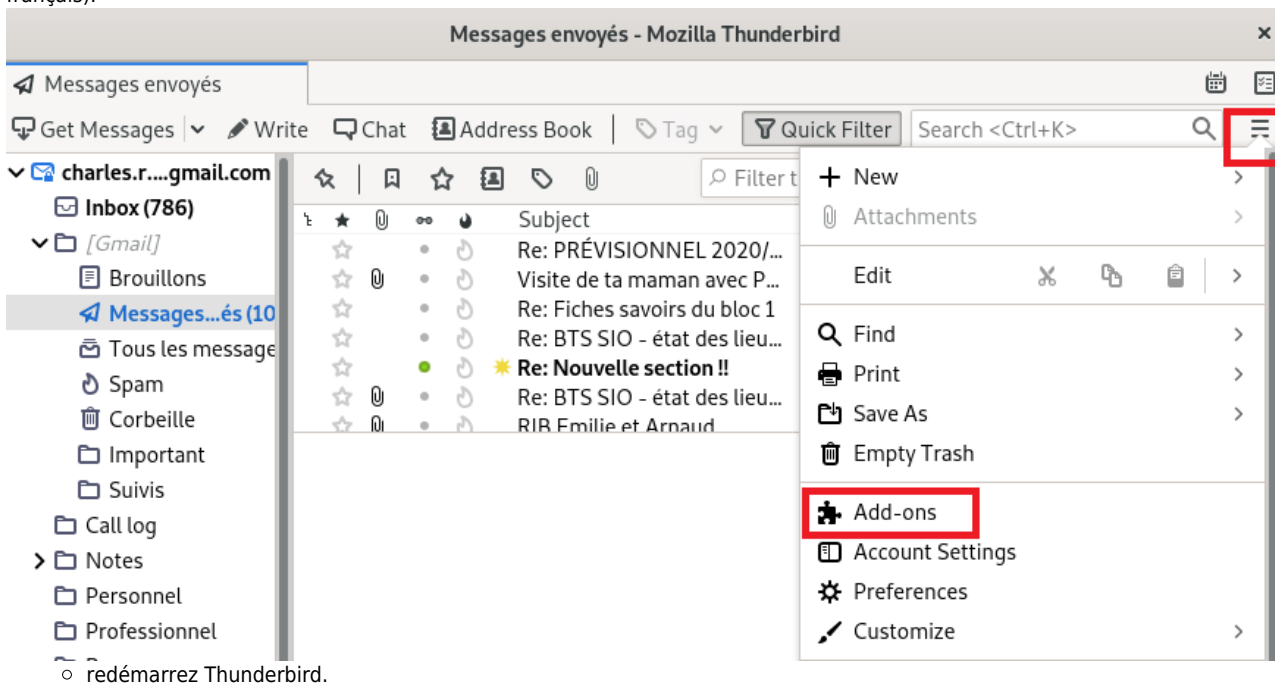 français).
Messages envoyés - Mozilla Thunderbird ×
Messages envoyés
Get Messages Write Chat Address Book Tag Quick Filter Search <Ctrl+K>
charles.r....gmail.com
Inbox (786)
[Gmail]
Brouillons
Messages...és (10
Tous les message
Spam
Corbeille
Important
Suivis
Call log
Notes
Personnel
Professionnel
Filter t
Subject
Re: PRÉVISIONNEL 2020/...
Visite de ta maman avec P...
Re: Fiches savoirs du bloc 1
Re: BTS SIO - état des lieu...
Re: Nouvelle section !!
Re: BTS SIO - état des lieu...
RIB Emilie et Arnaud
New
Attachments
Edit
Find
Print
Save As
Empty Trash
Add-ons
Account Settings
Preferences
Customize
redémarrez Thunderbird.